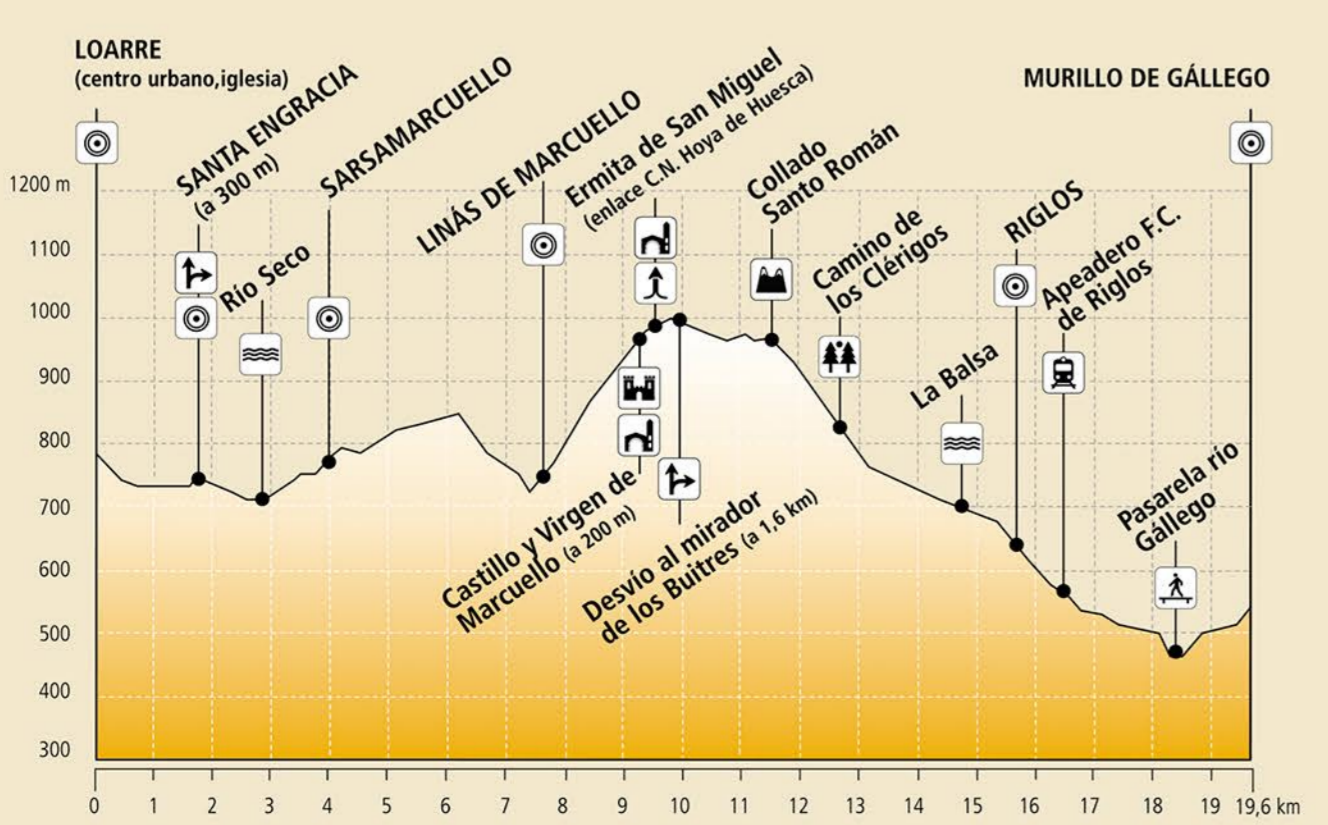 LOARRE
(centro urbano,iglesia)
SANTA ENGRACIA
(a 300 m)
Río Seco
SARSAMARCUELLO
LINÁS DE MARCUELLO
Ermita de San Miguel
(enlace C.N. Hoya de Huesca)
Collado
Santo Román
Camino de
los Clérigos
La Balsa
RIGLOS
Apeadero F.C.
de Riglos
Pasarela río
Gállego
MURILLO DE GÁLLEGO
Castillo y Virgen de
Marcuello (a 200 m)
Desvío al mirador
de los Buitres (a 1,6 km)
1200 m
1100
1000
900
800
700
600
500
400
300
0 1 2 3 4 5 6 7 8 9 10 11 12 13 14 15 16 17 18 19 19,6 km